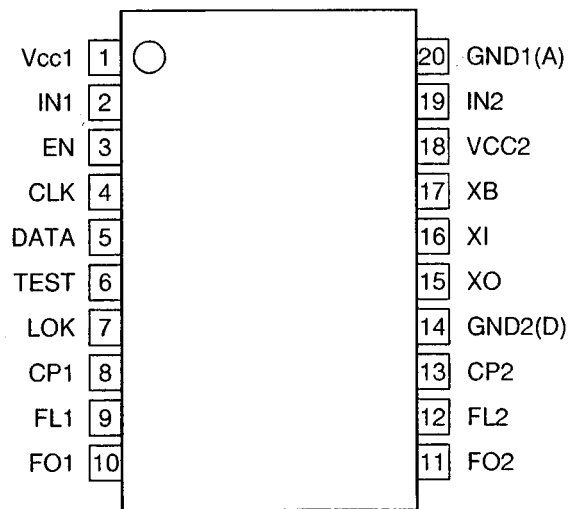 Vcc1 1 20 GND1(A)
IN1 2 19 IN2
EN 3 18 VCC2
CLK 4 17 XB
DATA 5 16 XI
TEST 6 15 XO
LOK 7 14 GND2(D)
CP1 8 13 CP2
FL1 9 12 FL2
FO1 10 11 FO2